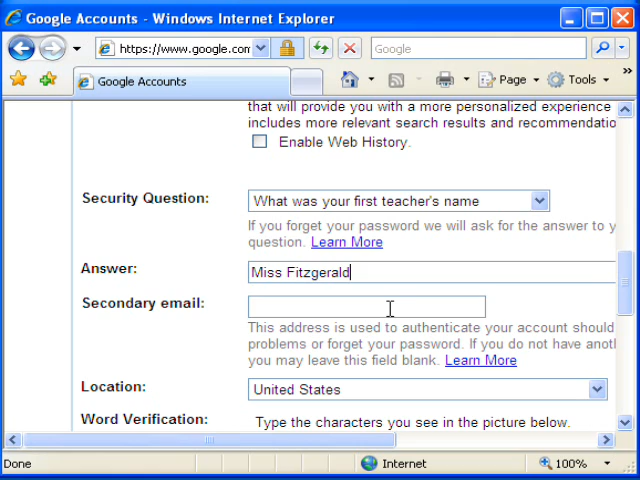 Google Accounts - Windows Internet Explorer
https://www.google.com
Google
Google Accounts
Page
Tools
»
that will provide you with a more personalized experience
includes more relevant search results and recommendatio
Enable Web History.
Security Question:
What was your first teacher's name
If you forget your password we will ask for the answer to y
question. Learn More
Answer:
Miss Fitzgerald
Secondary email:
This address is used to authenticate your account should
problems or forget your password. If you do not have anot
you may leave this field blank. Learn More
Location:
United States
Word Verification:
Type the characters you see in the picture below.
Done
Internet
100%